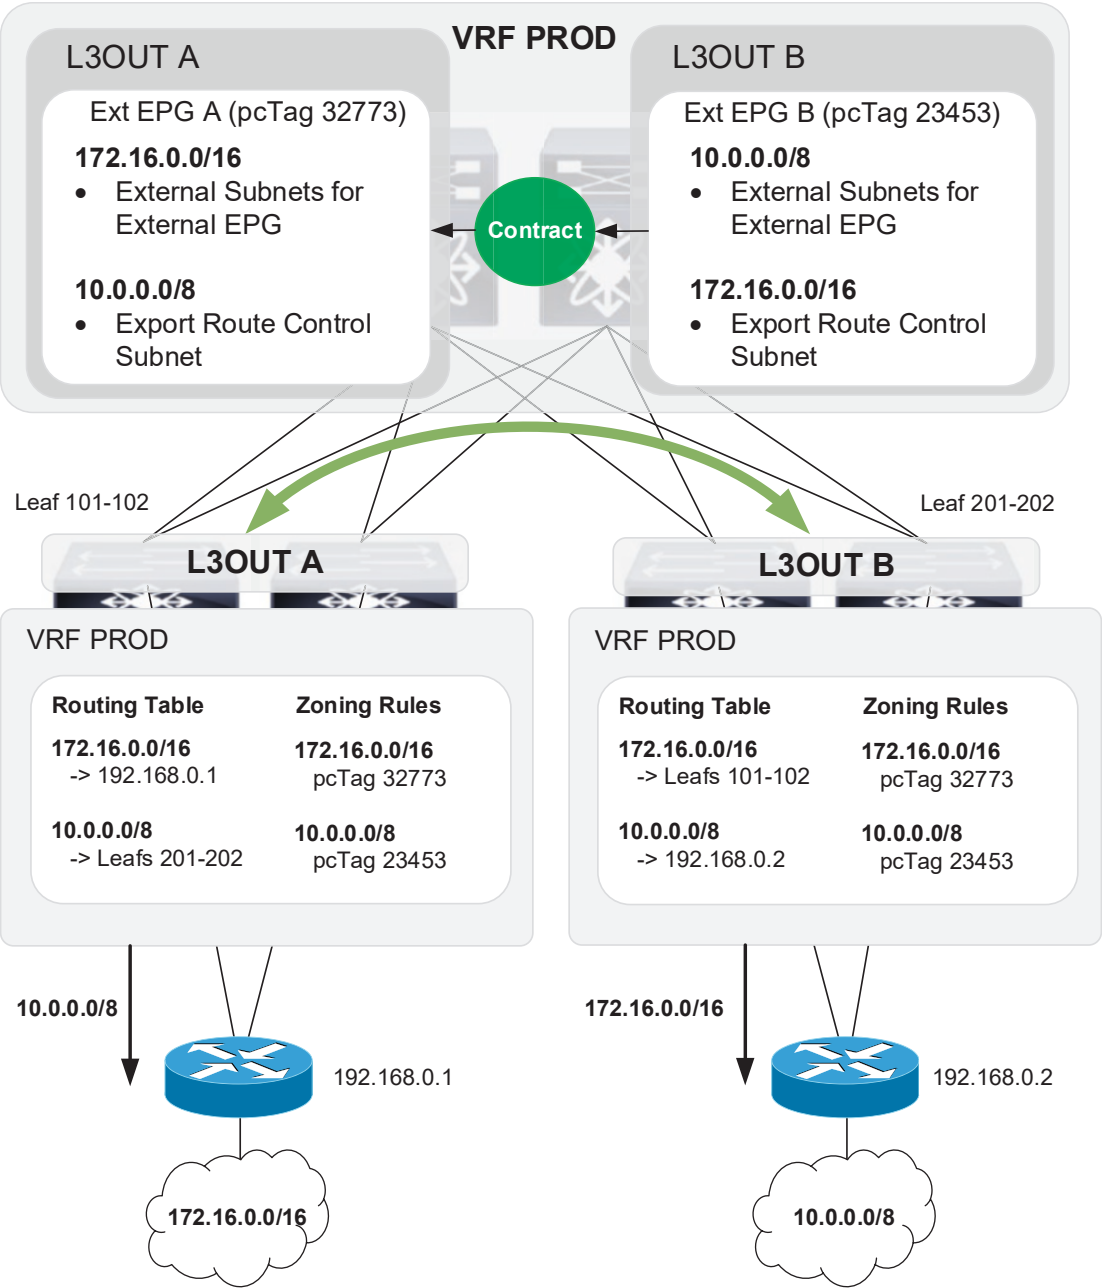 VRF PROD
L3OUT A
Ext EPG A (pcTag 32773)
172.16.0.0/16
• External Subnets for
External EPG
10.0.0.0/8
• Export Route Control
Subnet
Contract
L3OUT B
Ext EPG B (pcTag 23453)
10.0.0.0/8
• External Subnets for
External EPG
172.16.0.0/16
• Export Route Control
Subnet
Leaf 101-102
Leaf 201-202
L3OUT A
L3OUT B
VRF PROD
Routing Table
172.16.0.0/16
-> 192.168.0.1
10.0.0.0/8
-> Leafs 201-202
Zoning Rules
172.16.0.0/16
pcTag 32773
10.0.0.0/8
pcTag 23453
VRF PROD
Routing Table
172.16.0.0/16
-> Leafs 101-102
10.0.0.0/8
-> 192.168.0.2
Zoning Rules
172.16.0.0/16
pcTag 32773
10.0.0.0/8
pcTag 23453
10.0.0.0/8
192.168.0.1
172.16.0.0/16
172.16.0.0/16
192.168.0.2
10.0.0.0/8